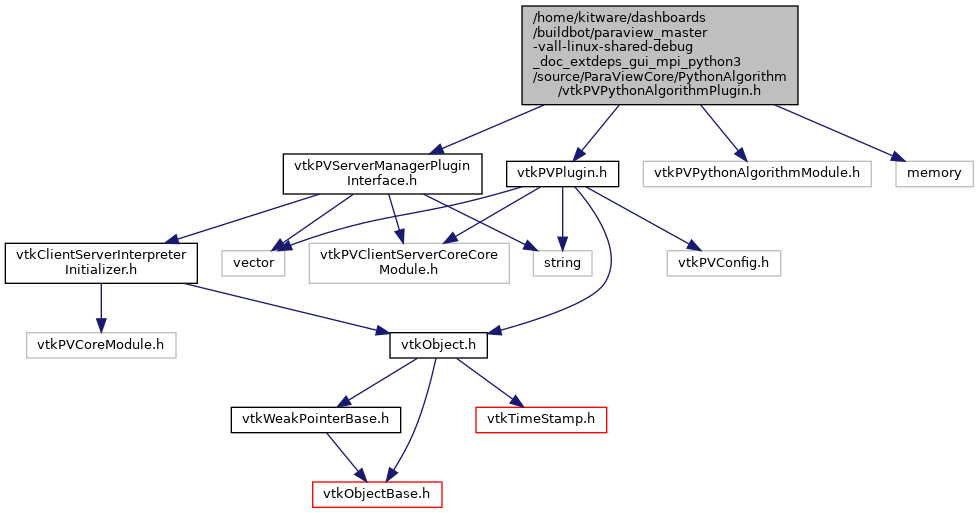 /home/kitware/dashboards
/buildbot/paraview_master
-vall-linux-shared-debug
_doc_extdeps_gui_mpi_python3
/source/ParaViewCore/PythonAlgorithm
/vtkPVPythonAlgorithmPlugin.h
vtkPVServerManagerPlugin
Interface.h
vtkPVPlugin.h
vtkPVPythonAlgorithmModule.h
memory
vtkClientServerInterpreter
Initializer.h
vector
vtkPVClientServerCoreCore
Module.h
string
vtkPVConfig.h
vtkPVCoreModule.h
vtkObject.h
vtkWeakPointerBase.h
vtkTimeStamp.h
vtkObjectBase.h